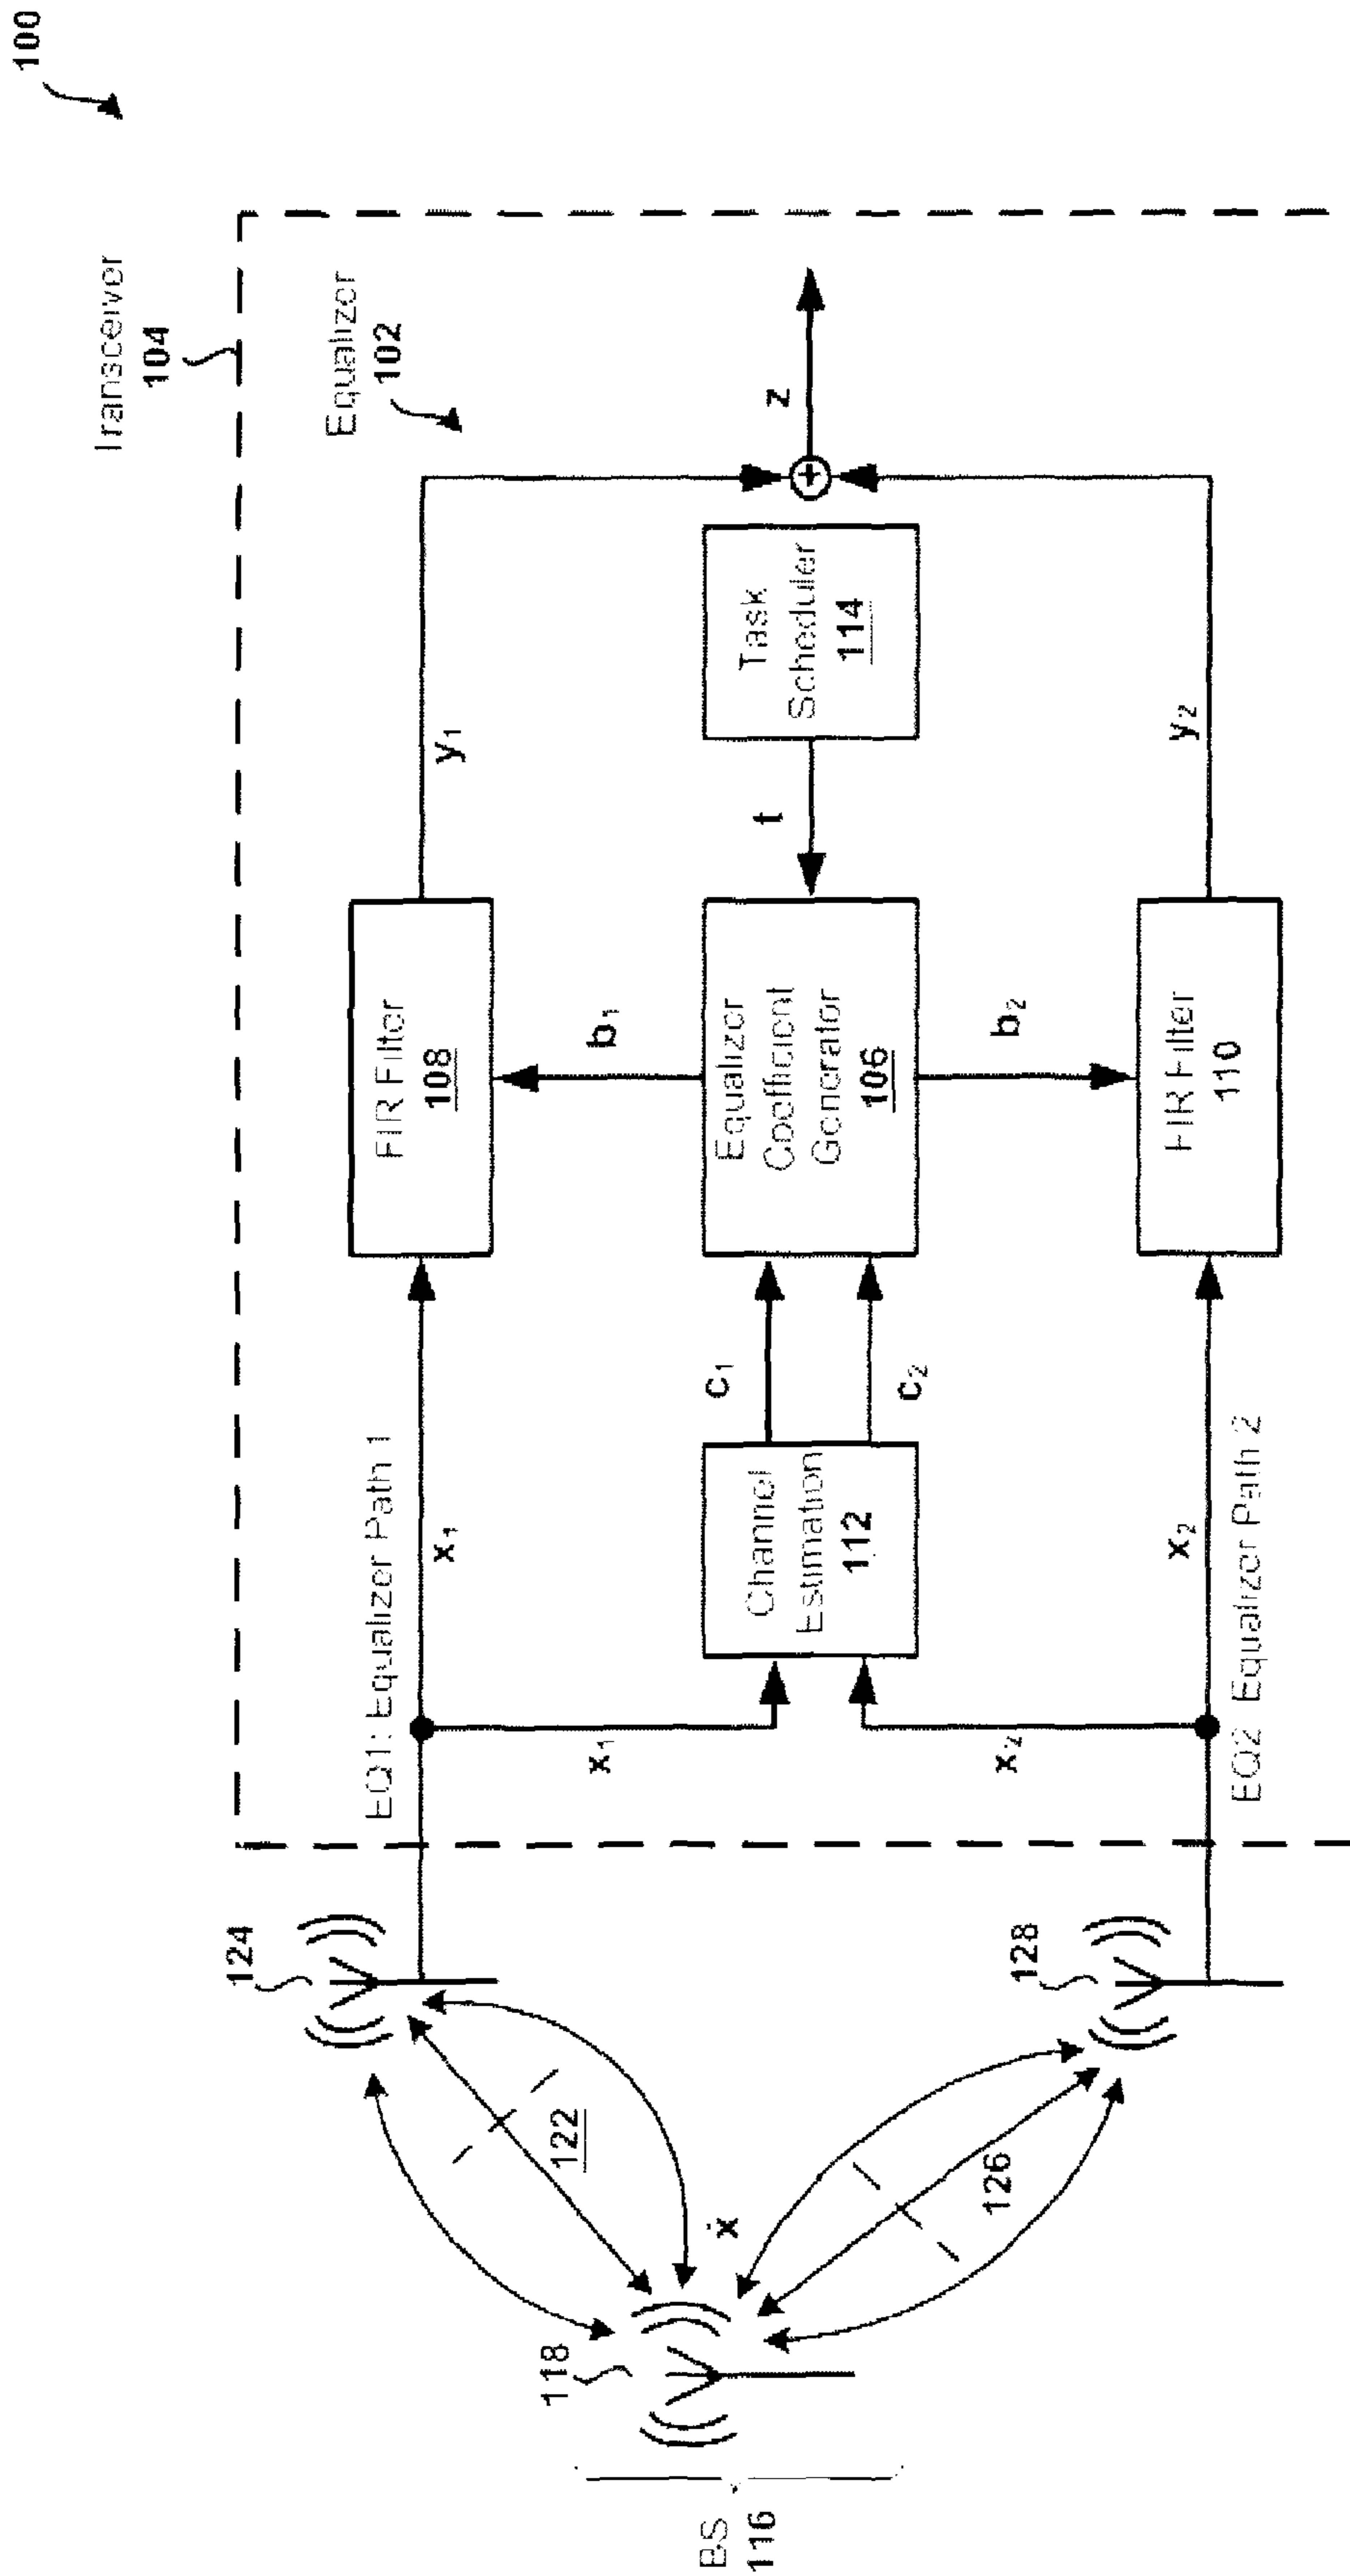 100
Transceiver
104
Equalizer
102
BS
116
118
x
122
126
124
128
EQ1: Equalizer Path 1
x1
x1
FIR Filter
108
y1
Channel
Estimation
112
c1
c2
Equalizer
Coefficient
Generator
106
b1
b2
t
Task
Scheduler
114
z
x2
x2
EQ2 Equalizer Path 2
FIR Filter
110
y2